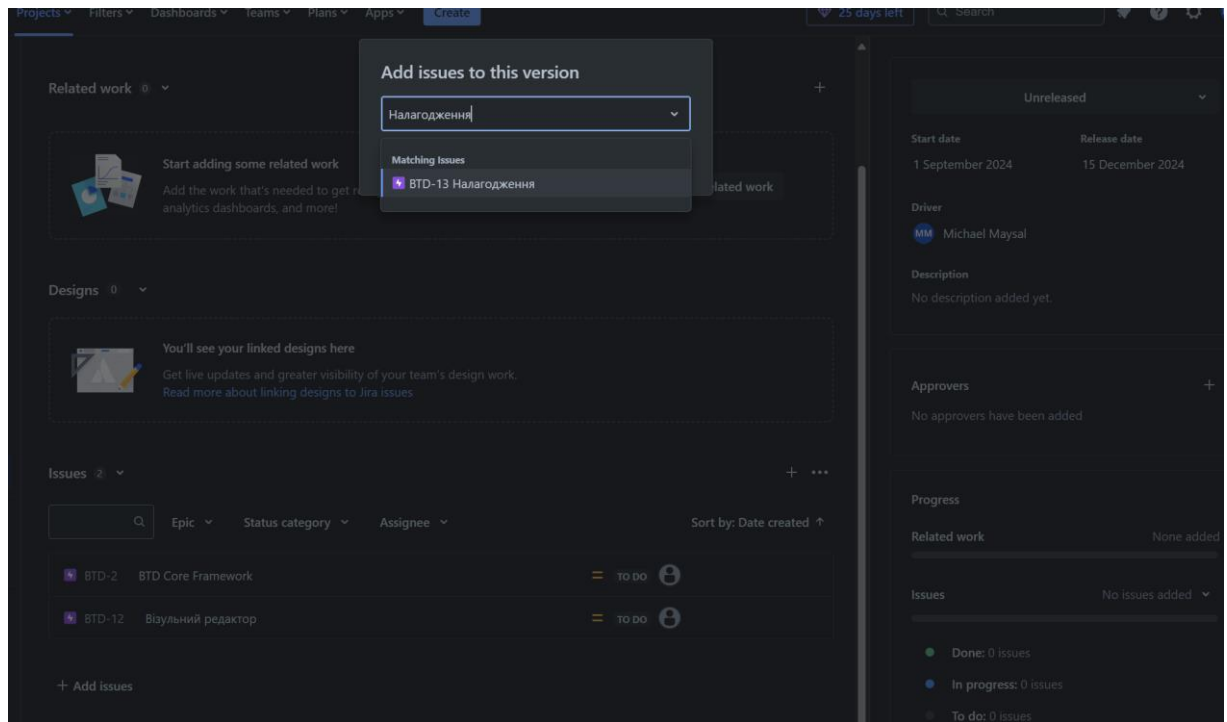 Projects Filters Dashboards Teams Plans Apps Create 25 days left Search
Add issues to this version
Налагодження
Matching Issues
BTD-13 Налагодження
Related work 0
Start adding some related work
Add the work that's needed to get r
analytics dashboards, and more!
lated work
Designs 0
You'll see your linked designs here
Get live updates and greater visibility of your team's design work.
Read more about linking designs to Jira issues
Issues 2
Epic Status category Assignee Sort by: Date created
BTD-2 BTD Core Framework TO DO
BTD-12 Візульний редактор TO DO
+ Add issues
Unreleased
Start date Release date
1 September 2024 15 December 2024
Driver
MM Michael Maysal
Description
No description added yet.
Approvers
No approvers have been added
Progress
Related work None added
Issues No issues added
Done: 0 issues
In progress: 0 issues
To do: 0 issues